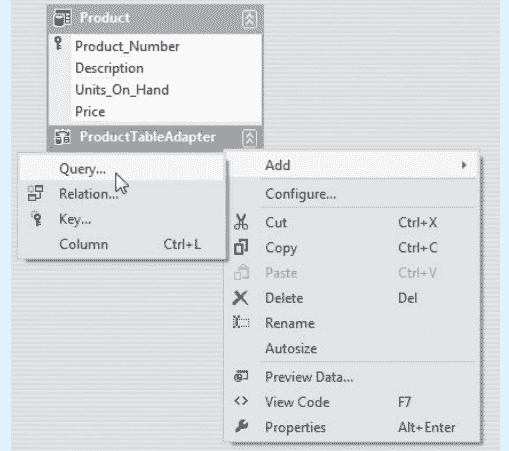 Product
Product_Number
Description
Units_On_Hand
Price
ProductTableAdapter
Query...
Relation...
Key...
Column Ctrl+L
Add
Configure...
Cut Ctrl+X
Copy Ctrl+C
Paste Ctrl+V
Delete Del
Rename
Autosize
Preview Data...
View Code F7
Properties Alt+Enter